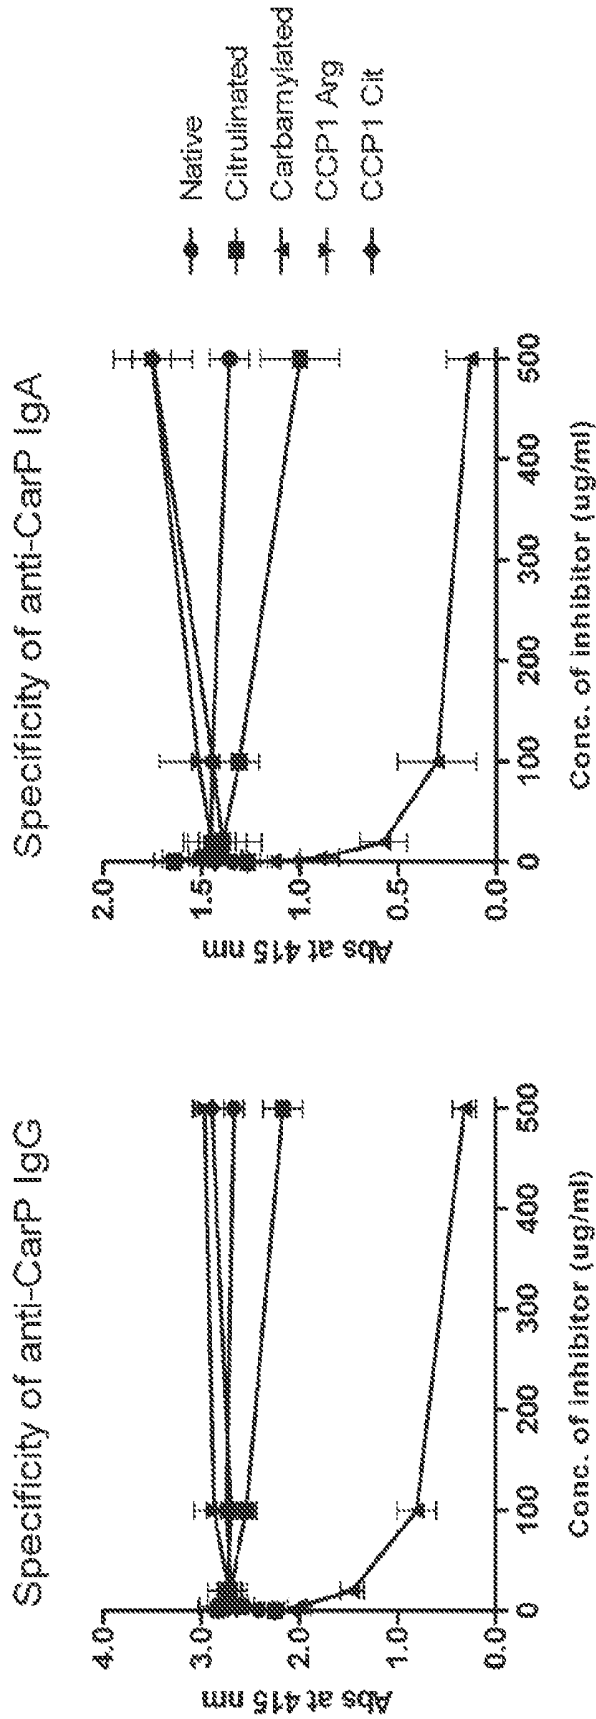 Specificity of anti-CarP IgG
Abs at 415 nm
4.0
3.0
2.0
1.0
0.0
0
100
200
300
400
500
Conc. of inhibitor (ug/ml)
Specificity of anti-CarP IgA
Abs at 415 nm
2.0
1.5
1.0
0.5
0.0
0
100
200
300
400
500
Conc. of inhibitor (ug/ml)
Native
Citrulinated
Carbamylated
CCP1 Arg
CCP1 Cit